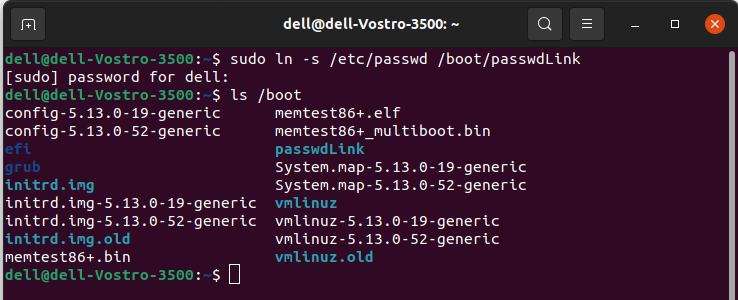 dell@dell-Vostro-3500: ~
dell@dell-Vostro-3500:~$ sudo ln -s /etc/passwd /boot/passwdLink
[sudo] password for dell:
dell@dell-Vostro-3500:~$ ls /boot
config-5.13.0-19-generic      memtest86+.elf
config-5.13.0-52-generic      memtest86+_multiboot.bin
efi                           passwdLink
grub                          System.map-5.13.0-19-generic
initrd.img                    System.map-5.13.0-52-generic
initrd.img-5.13.0-19-generic  vmlinuz
initrd.img-5.13.0-52-generic  vmlinuz-5.13.0-19-generic
initrd.img.old                vmlinuz-5.13.0-52-generic
memtest86+.bin                vmlinuz.old
dell@dell-Vostro-3500:~$